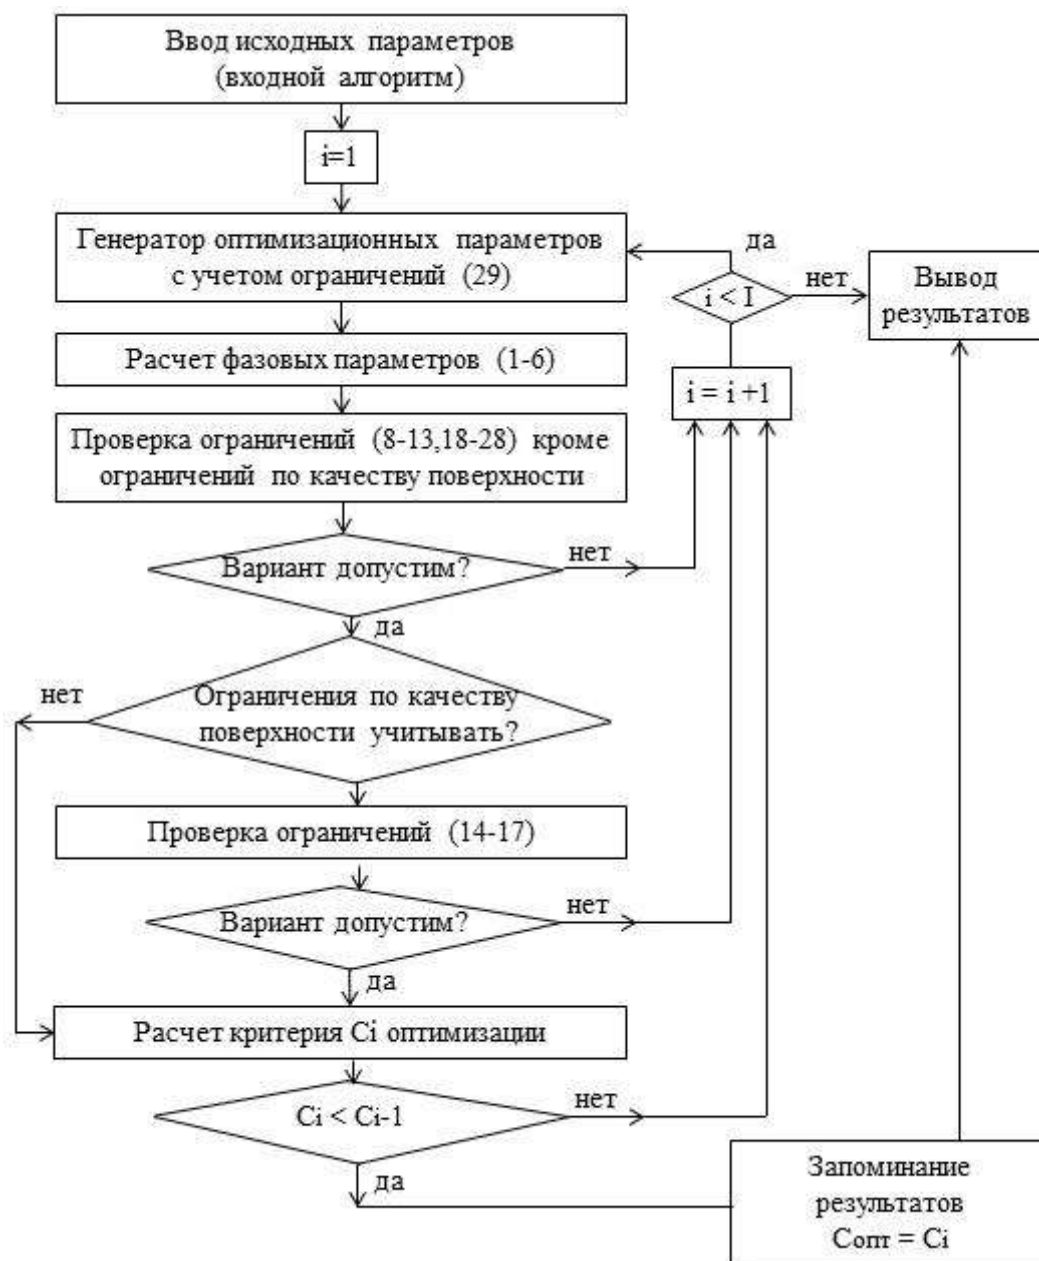 Ввод исходных параметров
(входной алгоритм)
i=1
Генератор оптимизационных параметров
с учетом ограничений (29)
да
i < I
нет
Вывод
результатов
Расчет фазовых параметров (1-6)
i = i +1
Проверка ограничений (8-13,18-28) кроме
ограничений по качеству поверхности
Вариант допустим?
нет
да
нет
Ограничения по качеству
поверхности учитывать?
Проверка ограничений (14-17)
Вариант допустим?
нет
да
Расчет критерия Ci оптимизации
Ci < Ci-1
нет
да
Запоминание
результатов
Cопт = Ci